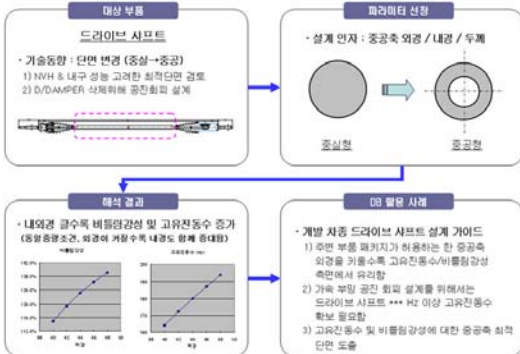 대상 부품
드라이브 샤프트
· 기술동향 : 단면 변경 (중실→중공)
1) NVH & 내구 성능 고려한 최적단면 검토
2) D/DAMPER 삭제위해 공진회피 설계
파라미터 선정
· 설계 인자 : 중공축 외경 / 내경 / 두께
중실형
중공형
해석 결과
· 내외경 클수록 비틀림강성 및 고유진동수 증가
(동일중량조건, 외경이 커질수록 내경도 함께 증대함)
비틀림강성
외경
외경
DB 활용 사례
· 개발 차종 드라이브 샤프트 설계 가이드
1) 주변 부품 패키지가 허용하는 한 중공축
외경을 키울수록 고유진동수/비틀림강성
측면에서 유리함
2) 가속 부밍 공진 회피 설계를 위해서는
드라이브 샤프트 *** Hz 이상 고유진동수
확보 필요함
3) 고유진동수 및 비틀림강성에 대한 중공축 최적
단면 도출